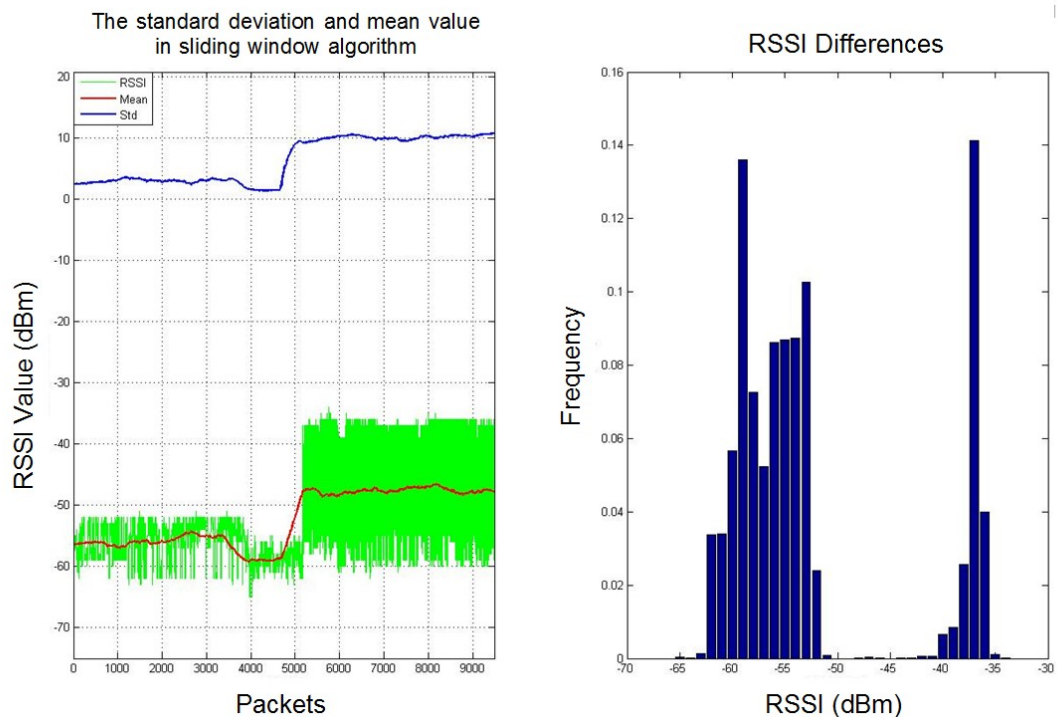 The standard deviation and mean value
in sliding window algorithm
RSSI
Mean
Std
20
10
0
-10
-20
-30
-40
-50
-60
-70
RSSI Value (dBm)
0 1000 2000 3000 4000 5000 6000 7000 8000 9000
Packets
RSSI Differences
0.16
0.14
0.12
0.1
0.08
0.06
0.04
0.02
0
Frequency
-70 -65 -60 -55 -50 -45 -40 -35 -30
RSSI (dBm)